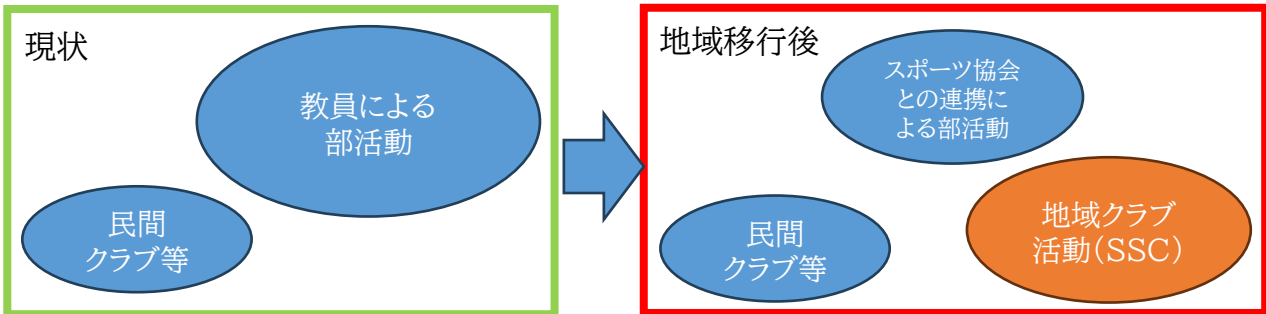 現状
教員による
部活動
民間
クラブ等
地域移行後
スポーツ協会
との連携に
よる部活動
民間
クラブ等
地域クラブ
活動(SSC)